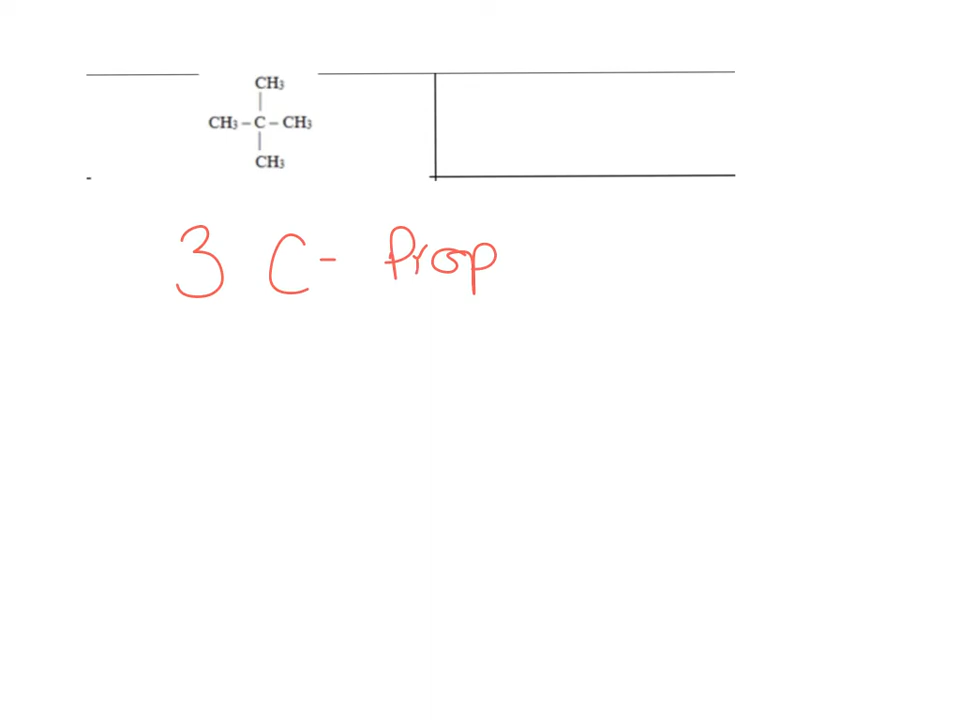 CH₃
|
CH₃ – C – CH₃
|
CH₃
3 C - Prop